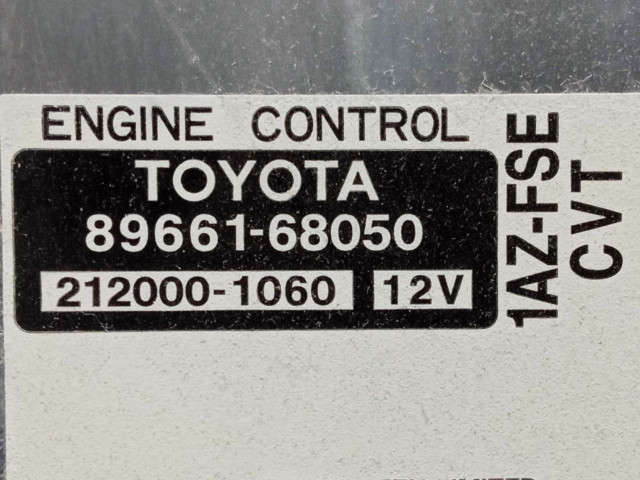 ENGINE CONTROL
TOYOTA
89661-68050
212000-1060 12V
1AZ-FSE
CVT